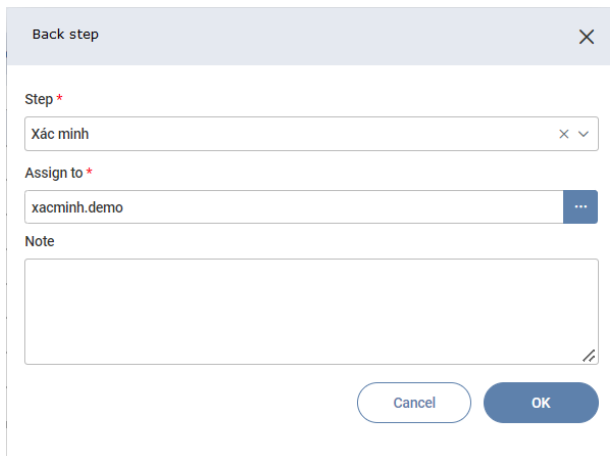 Back step
Step *
Xác minh
Assign to *
xacminh.demo
Note
Cancel
OK